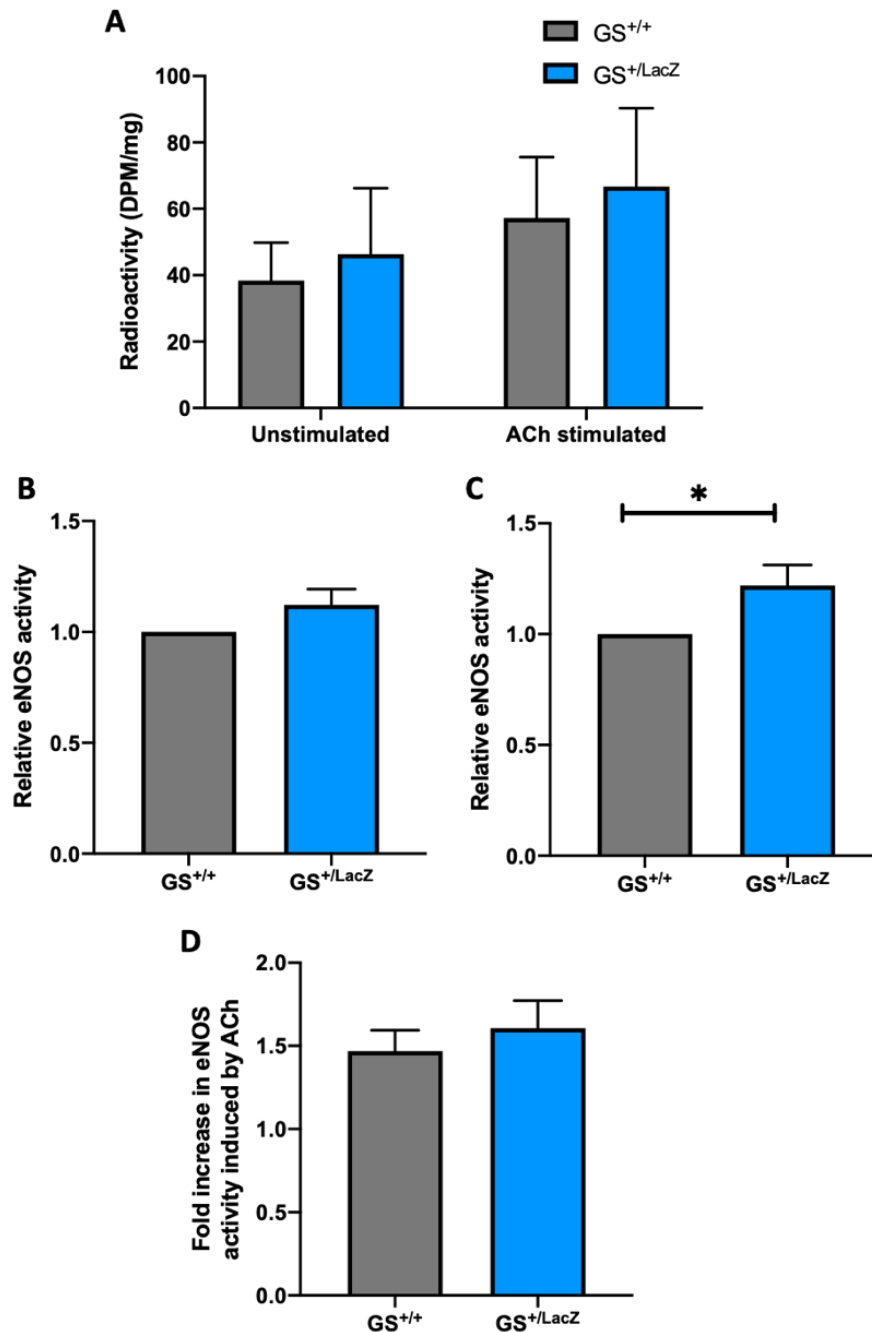 A
GS+/+
GS+/LacZ
Radioactivity (DPM/mg)
100
80
60
40
20
0
Unstimulated
ACh stimulated
B
Relative eNOS activity
1.5
1.0
0.5
0.0
GS+/+
GS+/LacZ
C
*
Relative eNOS activity
1.5
1.0
0.5
0.0
GS+/+
GS+/LacZ
D
Fold increase in eNOS
activity induced by ACh
2.0
1.5
1.0
0.5
0.0
GS+/+
GS+/LacZ